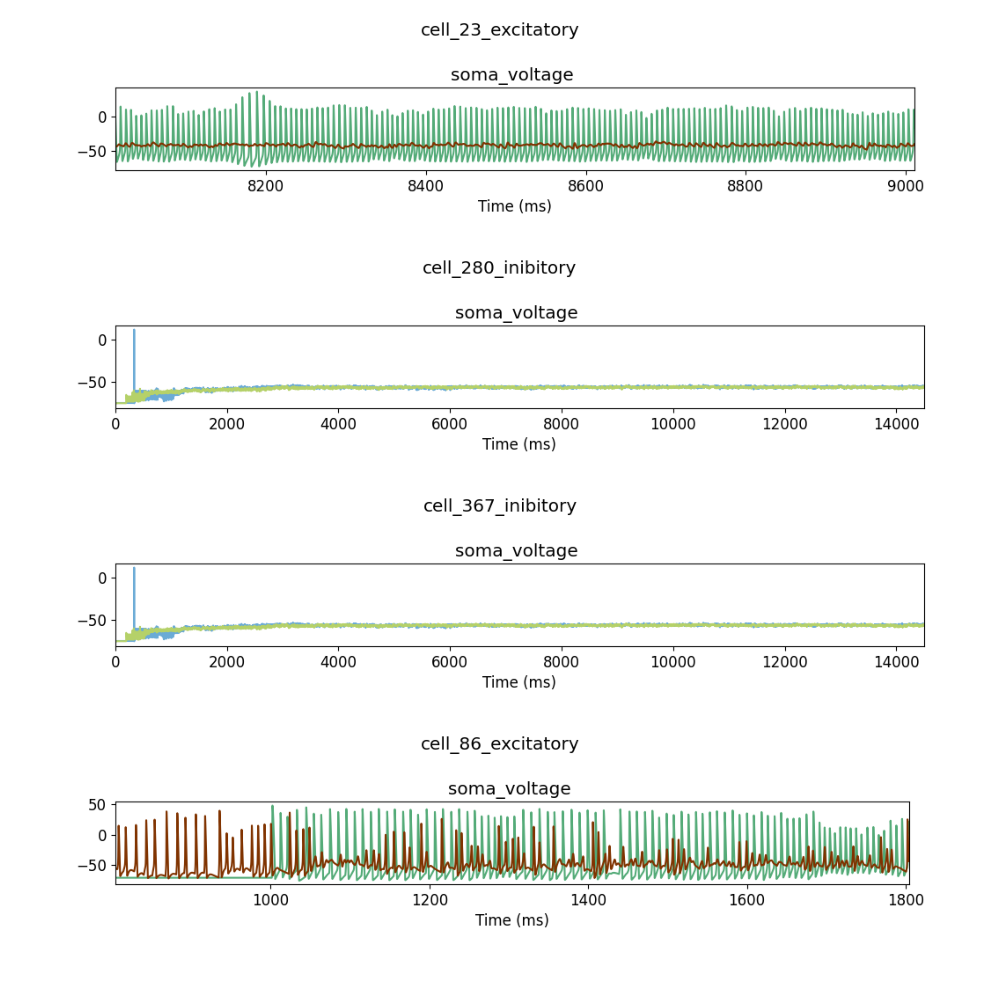 cell_23_excitatory
soma_voltage
0
−50
8200 8400 8600 8800 9000
Time (ms)
cell_280_inibitory
soma_voltage
0
−50
0 2000 4000 6000 8000 10000 12000 14000
Time (ms)
cell_367_inibitory
soma_voltage
0
−50
0 2000 4000 6000 8000 10000 12000 14000
Time (ms)
cell_86_excitatory
soma_voltage
50
0
−50
1000 1200 1400 1600 1800
Time (ms)